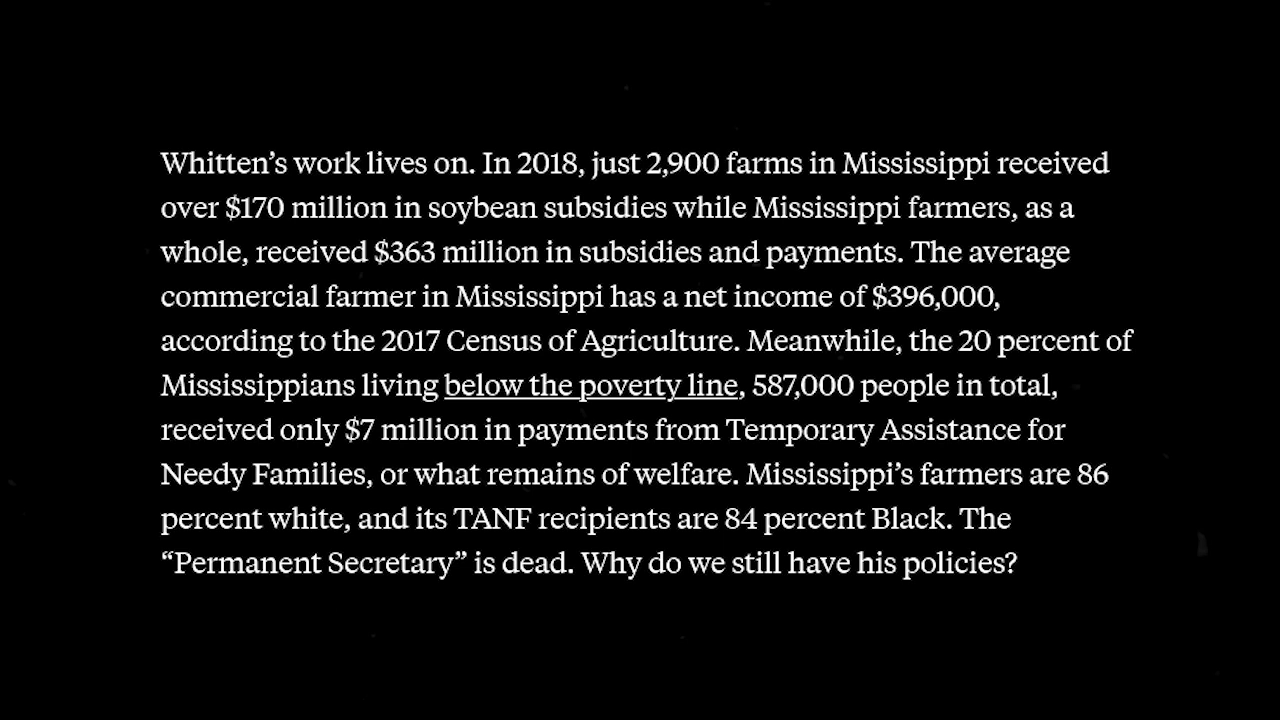 Whitten’s work lives on. In 2018, just 2,900 farms in Mississippi received
over $170 million in soybean subsidies while Mississippi farmers, as a
whole, received $363 million in subsidies and payments. The average
commercial farmer in Mississippi has a net income of $396,000,
according to the 2017 Census of Agriculture. Meanwhile, the 20 percent of
Mississippians living below the poverty line, 587,000 people in total,
received only $7 million in payments from Temporary Assistance for
Needy Families, or what remains of welfare. Mississippi’s farmers are 86
percent white, and its TANF recipients are 84 percent Black. The
“Permanent Secretary” is dead. Why do we still have his policies?